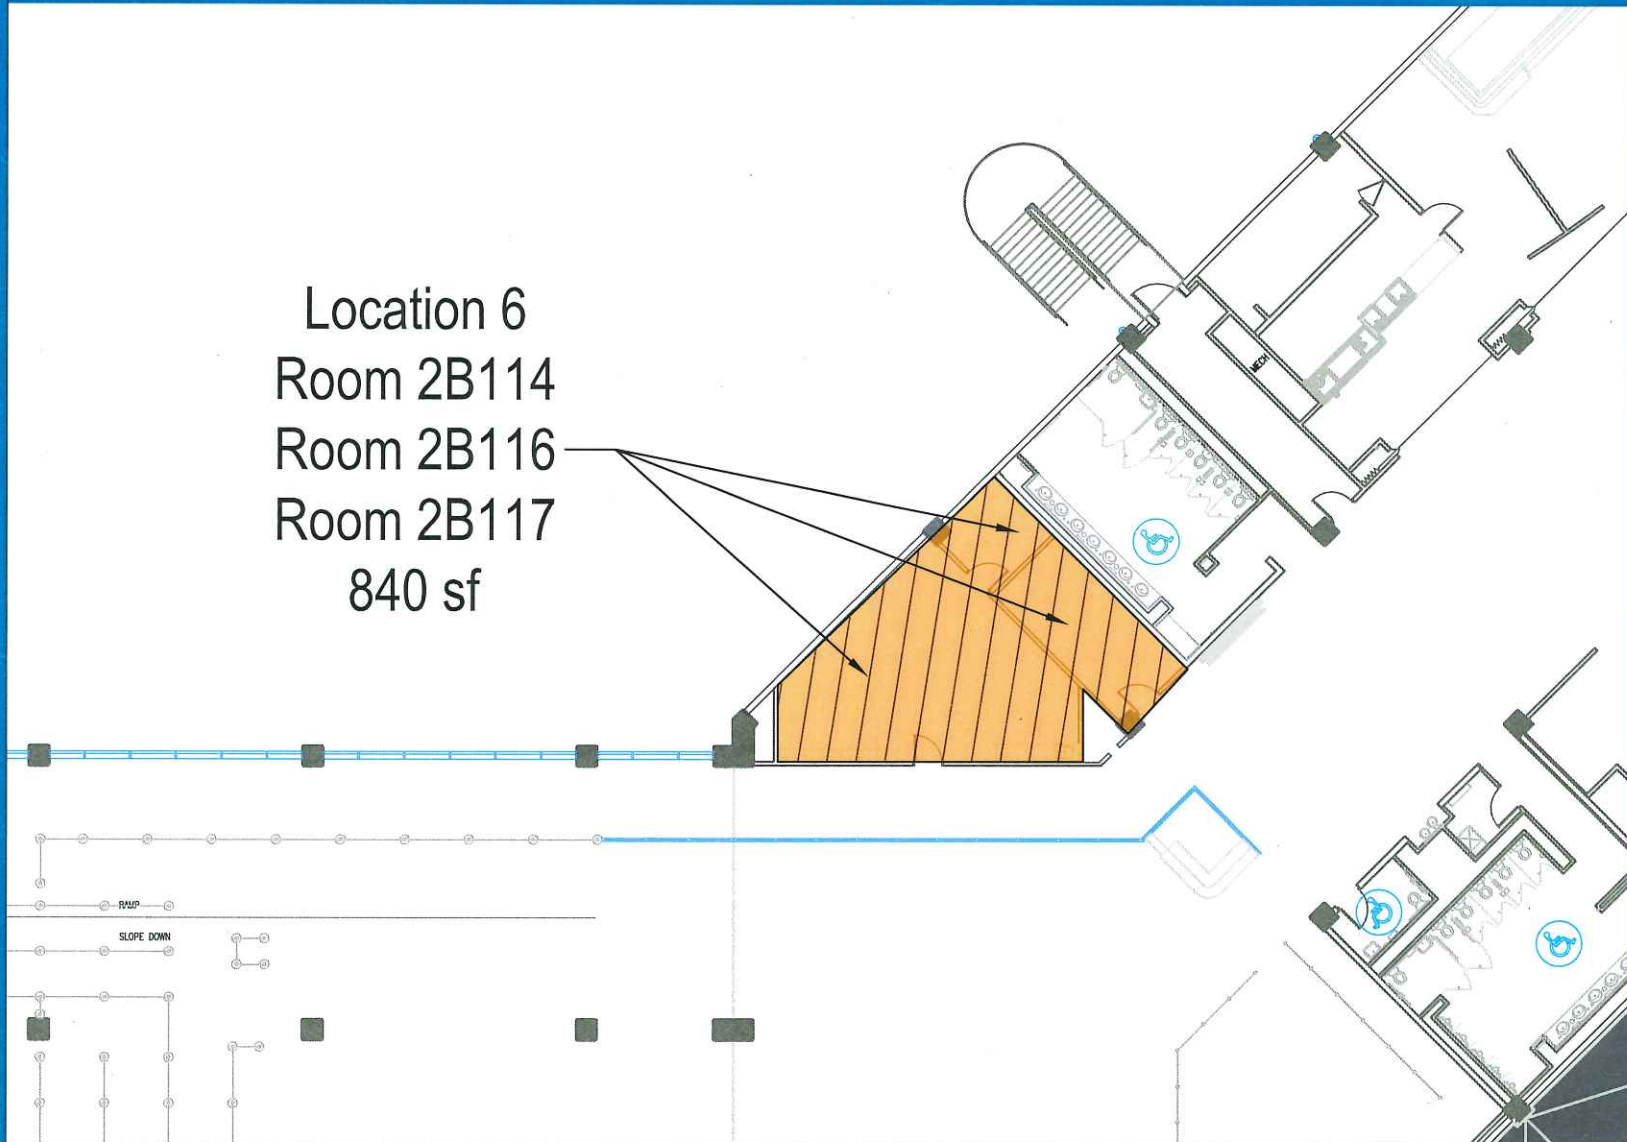 Location 6
Room 2B114
Room 2B116
Room 2B117
840 sf
MECH
RAMP
SLOPE DOWN